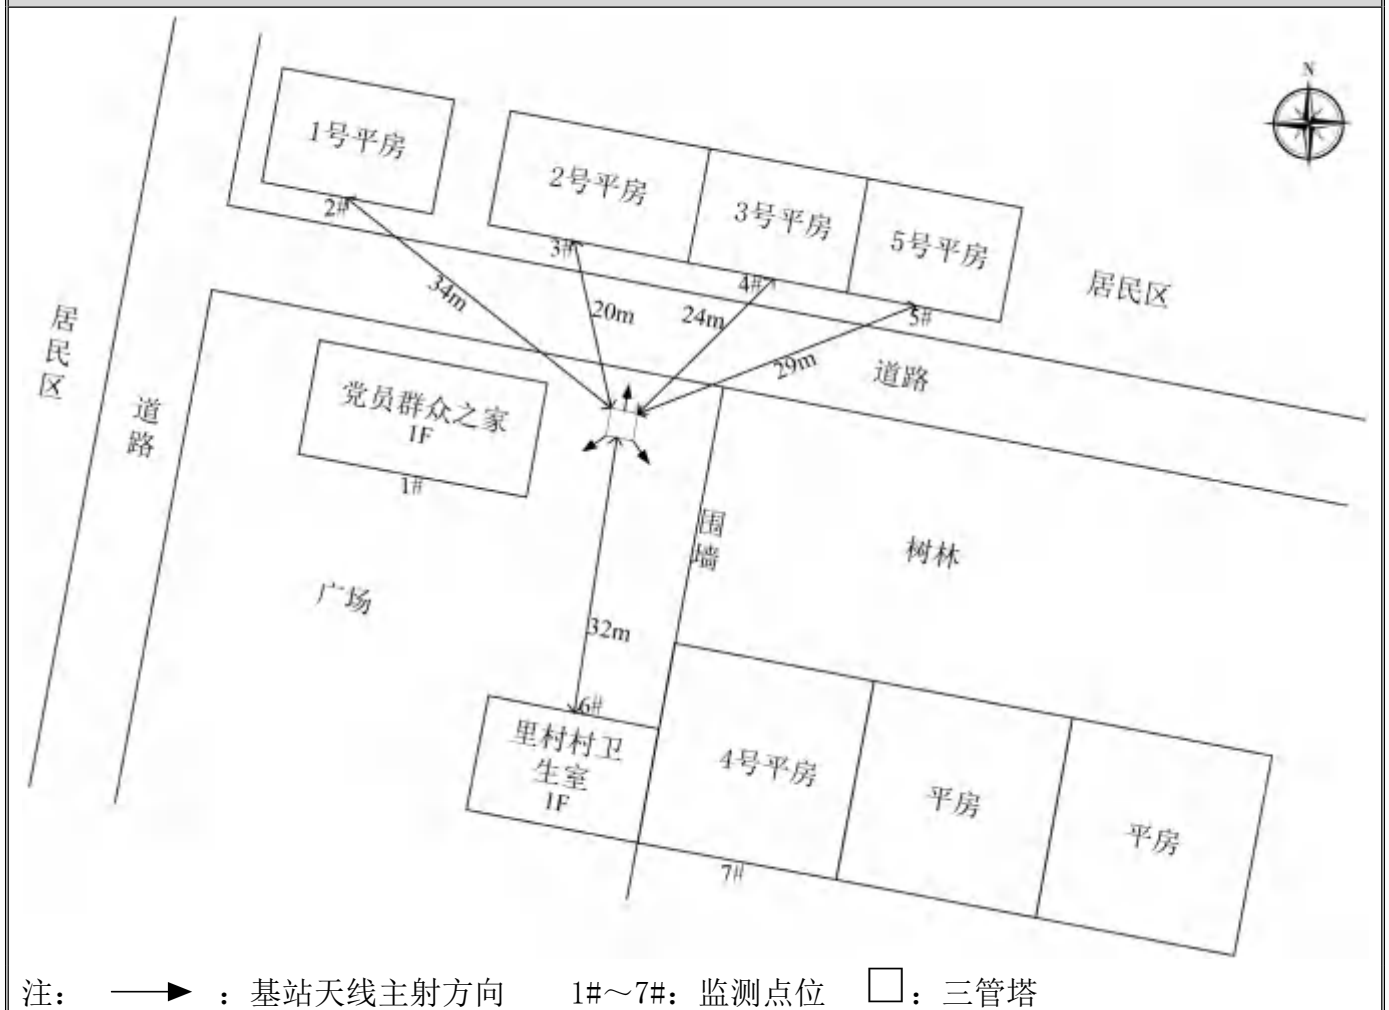 N
1号平房
2号平房
3号平房
5号平房
居民区
2#
3#
4#
5#
34m
20m
24m
29m
道路
居民区
道路
党员群众之家
1F
1#
围墙
树林
广场
32m
6#
里村村卫
生室
1F
4号平房
平房
平房
7#
注： ：基站天线主射方向 1#～7#：监测点位 ：三管塔